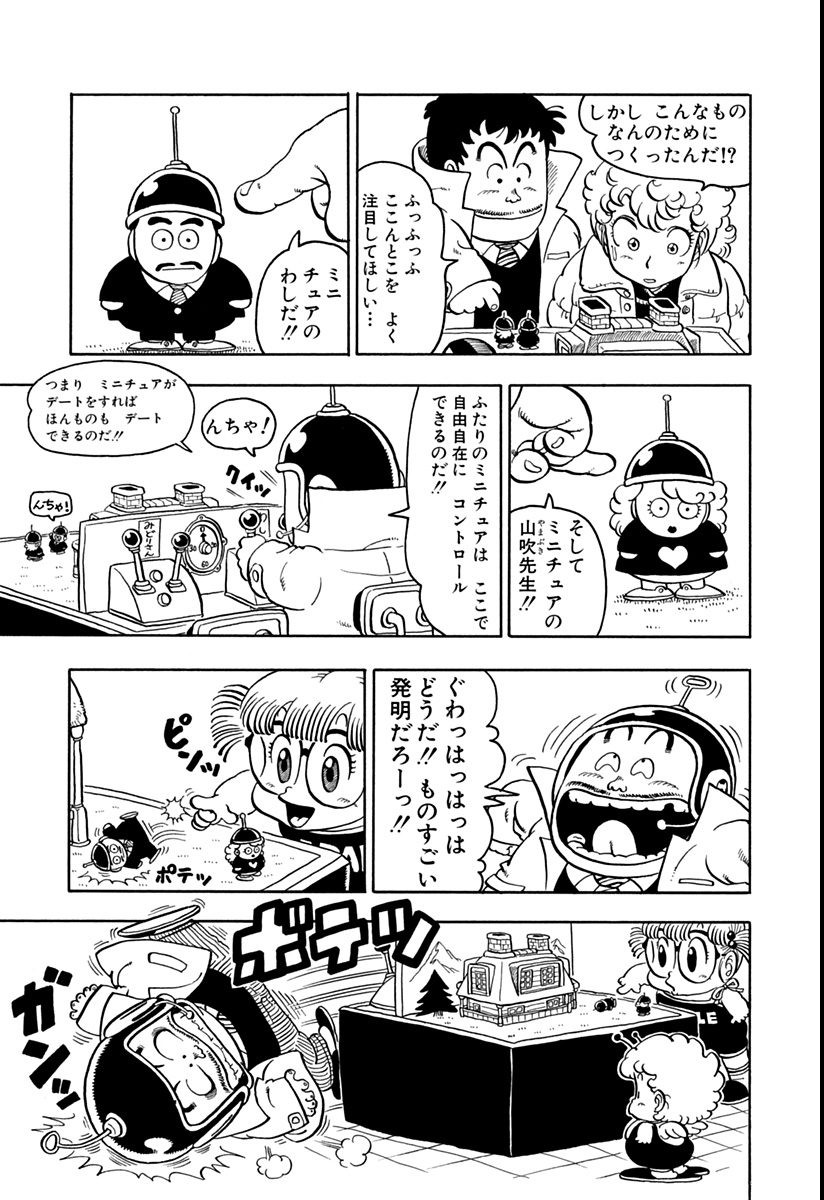 しかし こんなもの
なんのために
つくったんだ!?
ふっふっふ
ここんとこを よく
注目してほしい…
ミニ
チュアの
わしだ!!
そして
ミニチュアの
山吹先生!!
やまぶき
ふたりのミニチュアは ここで
自由自在に コントロール
できるのだ!!
んちゃ!
クイッ
つまり ミニチュアが
デートをすれば
ほんものも デート
できるのだ!!
んちゃ!
みどりさん
30
30
60
ぐわっはっはっは
どうだ!! ものすごい
発明だろーっ!!
ピンッ
ポテッ
ボテッ
ガンッ
LE